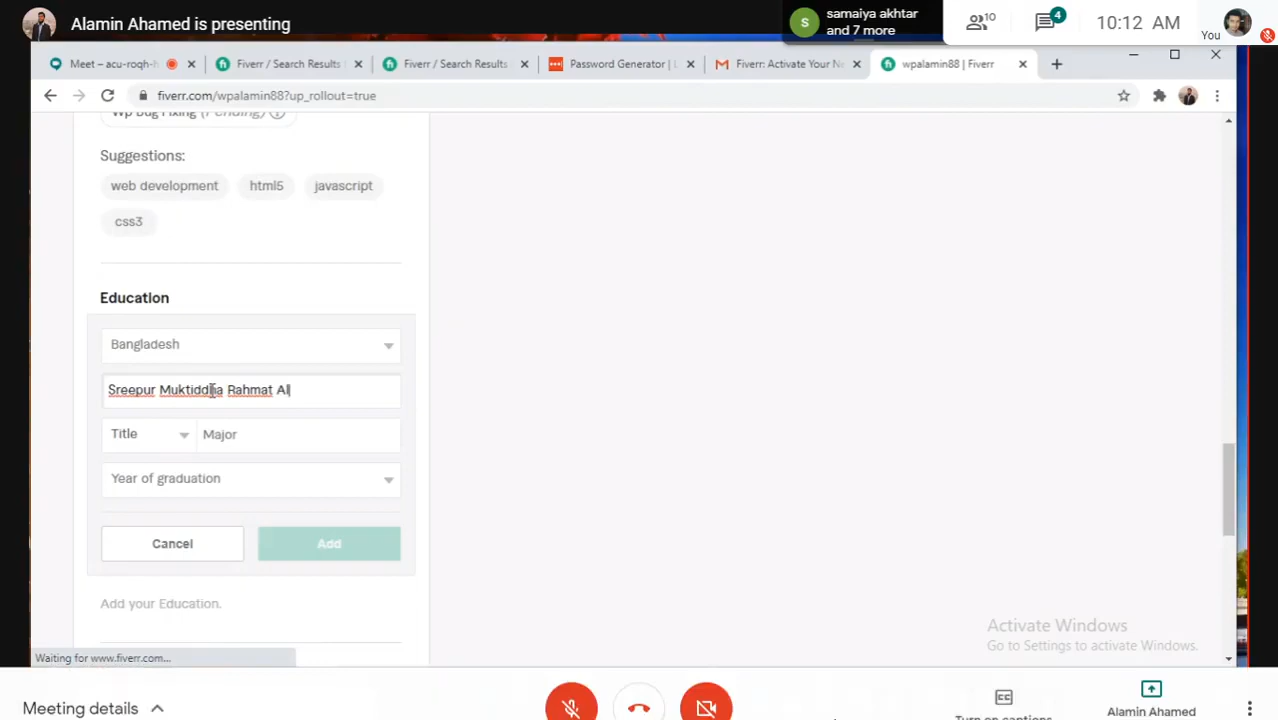 Alamin Ahamed is presenting
S
samaiya akhtar
and 7 more
10
4
10:12 AM
You
Meet – acu-roqh-h
Fiverr / Search Results
Fiverr / Search Results
Password Generator | L
Fiverr: Activate Your Ne
wpalamin88 | Fiverr
fiverr.com/wpalamin88?up_rollout=true
Wp Bug Fixing (Pending)
Suggestions:
web development
html5
javascript
css3
Education
Bangladesh
Sreepur Muktiddha Rahmat Al
Title
Major
Year of graduation
Cancel
Add
Add your Education.
Activate Windows
Go to Settings to activate Windows.
Waiting for www.fiverr.com...
Meeting details
CC
Turn on captions
Alamin Ahamed